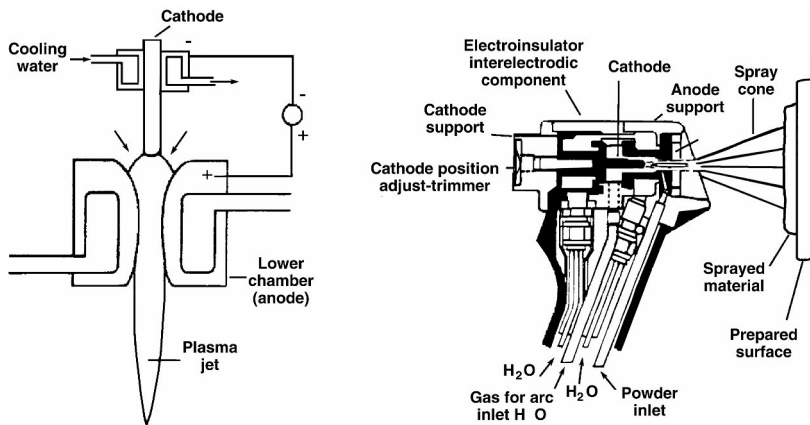 Cathode
Cooling
water
-
-
+
+
Lower
chamber
(anode)
Plasma
jet
Electroinsulator
interelectrodic
component
Cathode
Anode
support
Spray
cone
Cathode
support
Cathode position
adjust-trimmer
Sprayed
material
Prepared
surface
H₂O
Gas for arc
inlet H O
H₂O
Powder
inlet